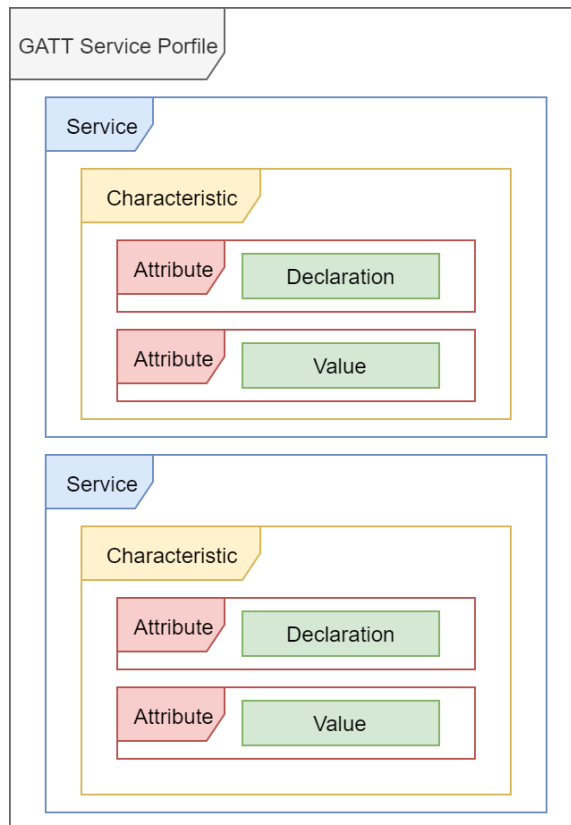 GATT Service Porfile
Service
Characteristic
Attribute
Declaration
Attribute
Value
Service
Characteristic
Attribute
Declaration
Attribute
Value